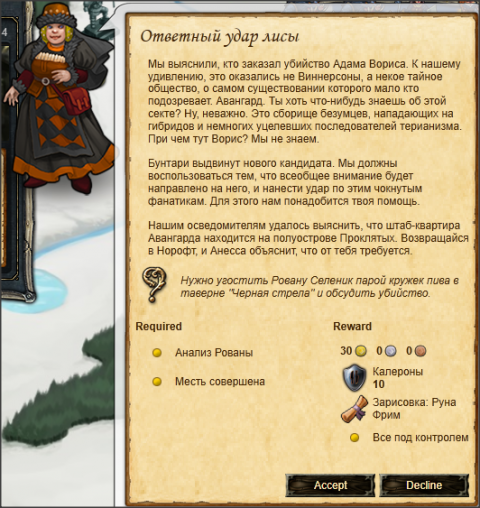 4
Ответный удар лисы
Мы выяснили, кто заказал убийство Адама Вориса. К нашему
удивлению, это оказались не Виннерсоны, а некое тайное
общество, о самом существовании которого мало кто
подозревает. Авангард. Ты хоть что-нибудь знаешь об этой
секте? Ну, неважно. Это сборище безумцев, нападающих на
гибридов и немногих уцелевших последователей терианизма.
При чем тут Ворис? Мы не знаем.
Бунтари выдвинут нового кандидата. Мы должны
воспользоваться тем, что всеобщее внимание будет
направлено на него, и нанести удар по этим чокнутым
фанатикам. Для этого нам понадобится твоя помощь.
Нашим осведомителям удалось выяснить, что штаб-квартира
Авангарда находится на полуострове Проклятых. Возвращайся
в Норофт, и Анесса объяснит, что от тебя требуется.
Нужно угостить Ровану Селеник парой кружек пива в
таверне "Черная стрела" и обсудить убийство.
Required
Анализ Рованы
Месть совершена
Reward
30 0 0
Калероны
10
Зарисовка: Руна
Фрим
Все под контролем
Accept Decline